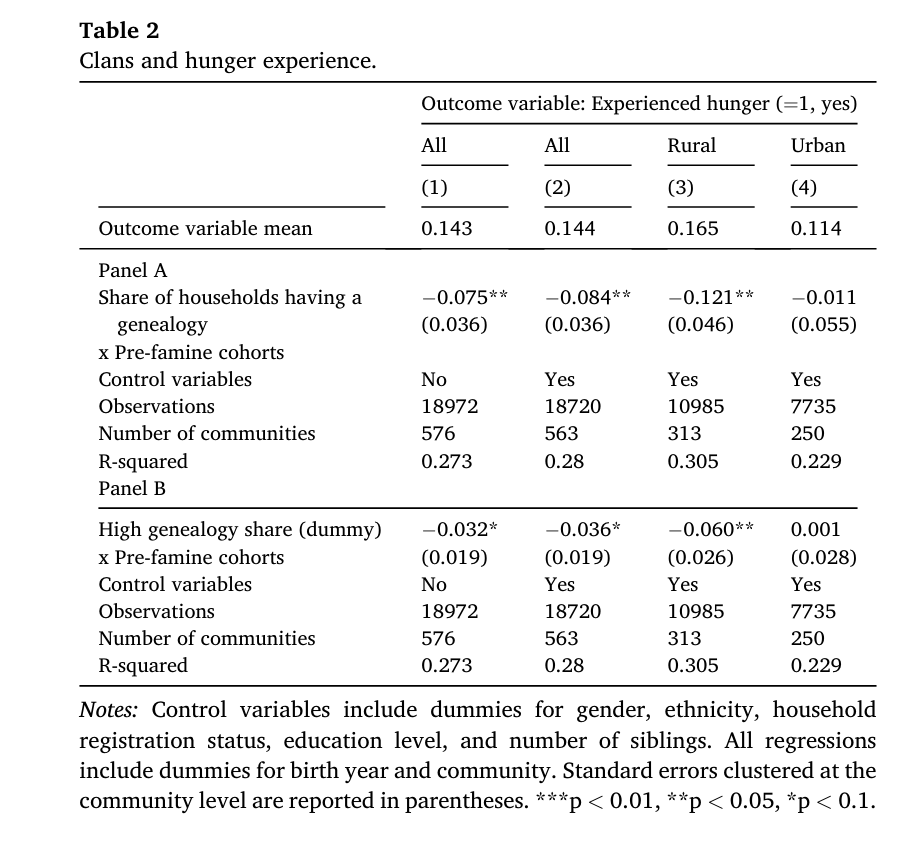 Table 2
Clans and hunger experience.
Outcome variable: Experienced hunger (=1, yes)
All All Rural Urban
(1) (2) (3) (4)
Outcome variable mean 0.143 0.144 0.165 0.114
Panel A
Share of households having a −0.075** −0.084** −0.121** −0.011
genealogy (0.036) (0.036) (0.046) (0.055)
x Pre-famine cohorts
Control variables No Yes Yes Yes
Observations 18972 18720 10985 7735
Number of communities 576 563 313 250
R-squared 0.273 0.28 0.305 0.229
Panel B
High genealogy share (dummy) −0.032* −0.036* −0.060** 0.001
x Pre-famine cohorts (0.019) (0.019) (0.026) (0.028)
Control variables No Yes Yes Yes
Observations 18972 18720 10985 7735
Number of communities 576 563 313 250
R-squared 0.273 0.28 0.305 0.229
Notes: Control variables include dummies for gender, ethnicity, household
registration status, education level, and number of siblings. All regressions
include dummies for birth year and community. Standard errors clustered at the
community level are reported in parentheses. ***p < 0.01, **p < 0.05, *p < 0.1.